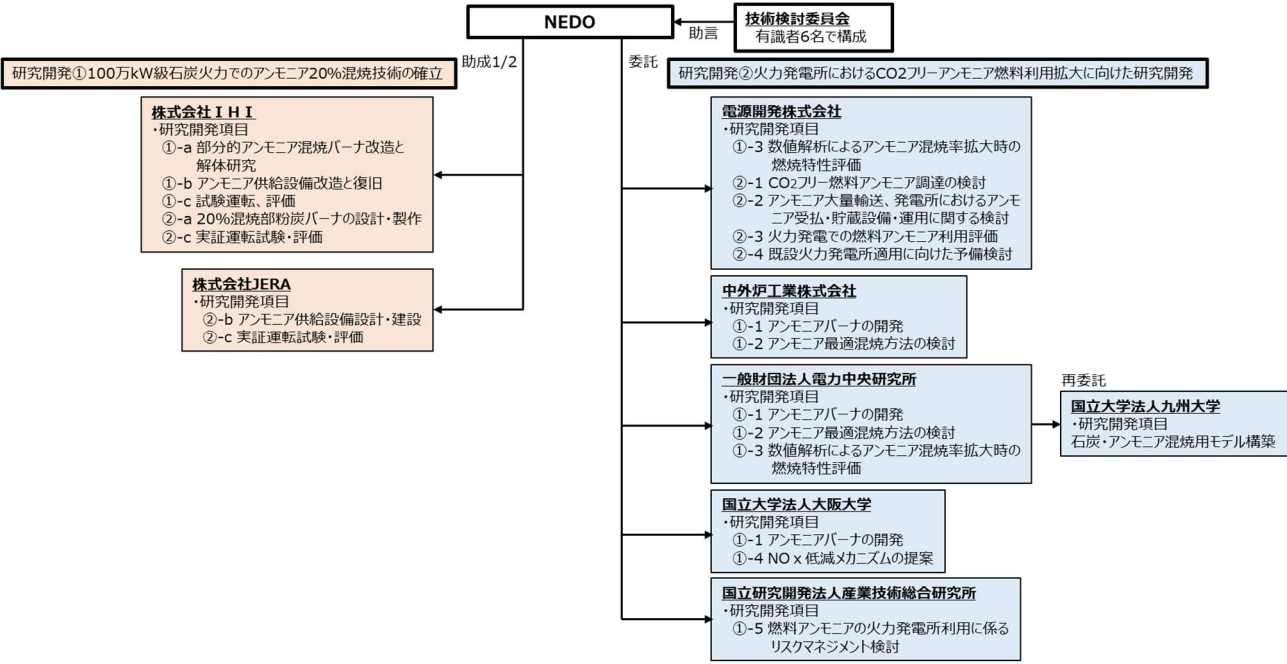 NEDO
技術検討委員会
有識者6名で構成
助言
助成1/2
委託
研究開発①100万kW級石炭火力でのアンモニア20%混焼技術の確立
株式会社ＩＨＩ
・研究開発項目
①-a 部分的アンモニア混焼バーナ改造と
解体研究
①-b アンモニア供給設備改造と復旧
①-c 試験運転、評価
②-a 20%混焼部粉炭バーナの設計・製作
②-c 実証運転試験・評価
株式会社JERA
・研究開発項目
②-b アンモニア供給設備設計・建設
②-c 実証運転試験・評価
研究開発②火力発電所におけるCO2フリーアンモニア燃料利用拡大に向けた研究開発
電源開発株式会社
・研究開発項目
①-3 数値解析によるアンモニア混焼率拡大時の
燃焼特性評価
②-1 CO2フリー燃料アンモニア調達の検討
②-2 アンモニア大量輸送、発電所におけるアンモ
ニア受払・貯蔵設備・運用に関する検討
②-3 火力発電での燃料アンモニア利用評価
②-4 既設火力発電所適用に向けた予備検討
中外炉工業株式会社
・研究開発項目
①-1 アンモニアバーナの開発
①-2 アンモニア最適混焼方法の検討
一般財団法人電力中央研究所
・研究開発項目
①-1 アンモニアバーナの開発
①-2 アンモニア最適混焼方法の検討
①-3 数値解析によるアンモニア混焼率拡大時の
燃焼特性評価
再委託
国立大学法人九州大学
・研究開発項目
石炭・アンモニア混焼用モデル構築
国立大学法人大阪大学
・研究開発項目
①-1 アンモニアバーナの開発
①-4 NOｘ低減メカニズムの提案
国立研究開発法人産業技術総合研究所
・研究開発項目
①-5 燃料アンモニアの火力発電所利用に係る
リスクマネジメント検討